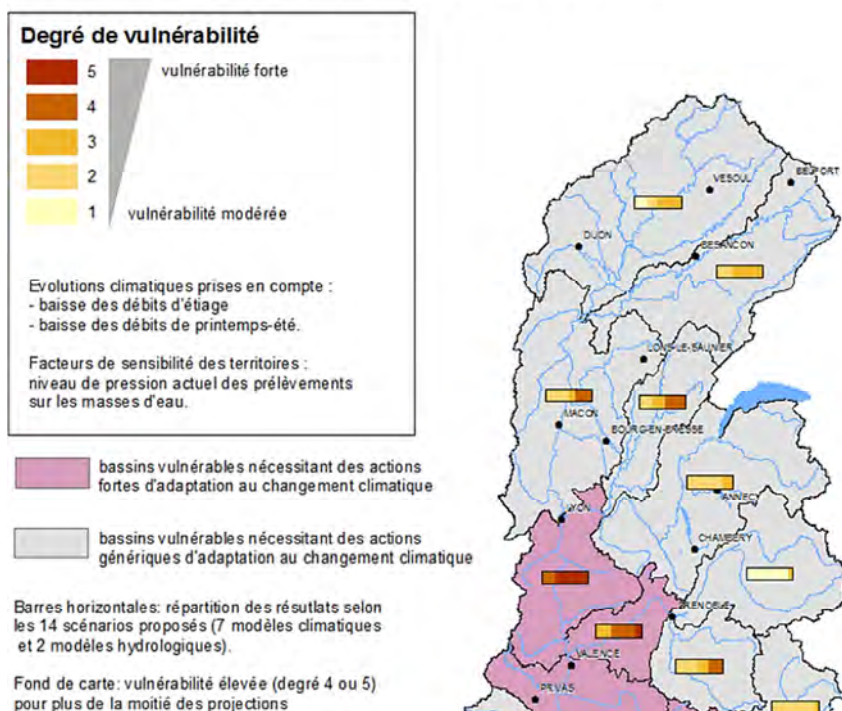 Degré de vulnérabilité
5
vulnérabilité forte
4
3
2
1
vulnérabilité modérée
Evolutions climatiques prises en compte :
- baisse des débits d'étiage
- baisse des débits de printemps-été.
Facteurs de sensibilité des territoires :
niveau de pression actuel des prélèvements
sur les masses d'eau.
bassins vulnérables nécessitant des actions
fortes d'adaptation au changement climatique
bassins vulnérables nécessitant des actions
génériques d'adaptation au changement climatique
Barres horizontales: répartition des résutlats selon
les 14 scénarios proposés (7 modèles climatiques
et 2 modèles hydrologiques).
Fond de carte: vulnérabilité élevée (degré 4 ou 5)
pour plus de la moitié des projections
VESOUL
BELFORT
DIJON
BESANCON
LONS-LE-SAUNIER
MACON
BOURG-EN-BRESSE
ANNECY
LYON
CHAMBERY
GRENOBLE
VALENCE
PRIVAS